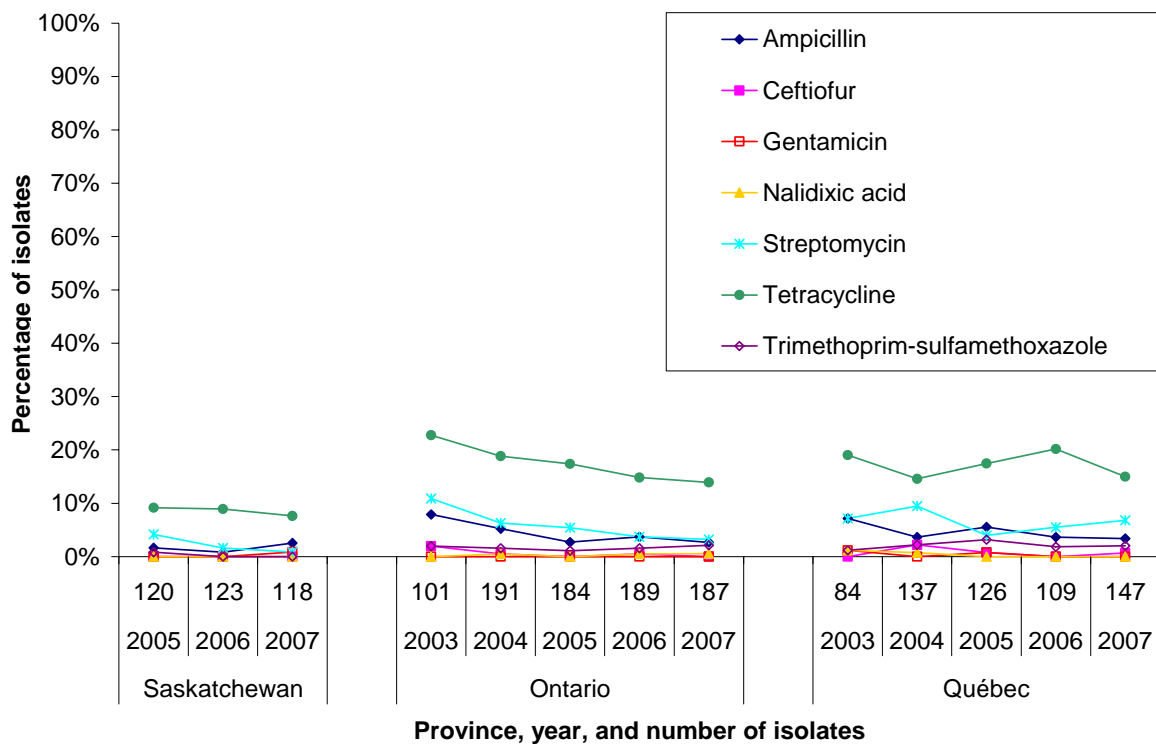 100%
90%
80%
70%
60%
50%
40%
30%
20%
10%
0%
Percentage of isolates
Ampicillin
Ceftiofur
Gentamicin
Nalidixic acid
Streptomycin
Tetracycline
Trimethoprim-sulfamethoxazole
120 123 118 101 191 184 189 187 84 137 126 109 147
2005 2006 2007 2003 2004 2005 2006 2007 2003 2004 2005 2006 2007
Saskatchewan Ontario Québec
Province, year, and number of isolates